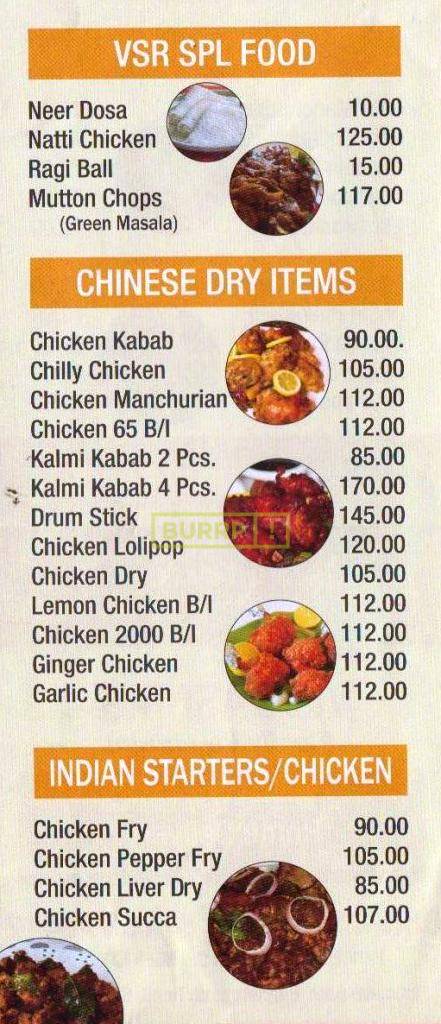 VSR SPL FOOD
Neer Dosa 10.00
Natti Chicken 125.00
Ragi Ball 15.00
Mutton Chops 117.00
(Green Masala)
CHINESE DRY ITEMS
Chicken Kabab 90.00.
Chilly Chicken 105.00
Chicken Manchurian 112.00
Chicken 65 B/l 112.00
Kalmi Kabab 2 Pcs. 85.00
Kalmi Kabab 4 Pcs. 170.00
Drum Stick 145.00
BURRP!
Chicken Lolipop 120.00
Chicken Dry 105.00
Lemon Chicken B/l 112.00
Chicken 2000 B/l 112.00
Ginger Chicken 112.00
Garlic Chicken 112.00
INDIAN STARTERS/CHICKEN
Chicken Fry 90.00
Chicken Pepper Fry 105.00
Chicken Liver Dry 85.00
Chicken Succa 107.00